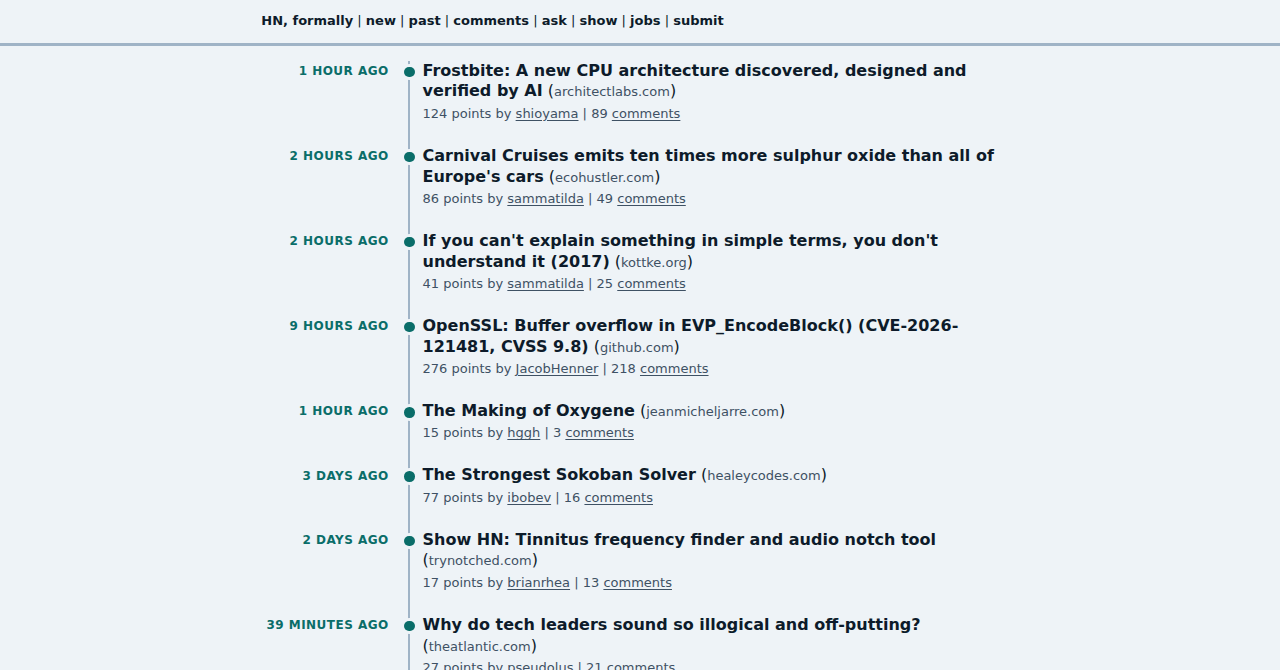 HN, formally | new | past | comments | ask | show | jobs | submit
1 HOUR AGO
Frostbite: A new CPU architecture discovered, designed and
verified by AI (architectlabs.com)
124 points by shioyama | 89 comments
2 HOURS AGO
Carnival Cruises emits ten times more sulphur oxide than all of
Europe's cars (ecohustler.com)
86 points by sammatilda | 49 comments
2 HOURS AGO
If you can't explain something in simple terms, you don't
understand it (2017) (kottke.org)
41 points by sammatilda | 25 comments
9 HOURS AGO
OpenSSL: Buffer overflow in EVP_EncodeBlock() (CVE-2026-
121481, CVSS 9.8) (github.com)
276 points by JacobHenner | 218 comments
1 HOUR AGO
The Making of Oxygene (jeanmicheljarre.com)
15 points by hggh | 3 comments
3 DAYS AGO
The Strongest Sokoban Solver (healeycodes.com)
77 points by ibobev | 16 comments
2 DAYS AGO
Show HN: Tinnitus frequency finder and audio notch tool
(trynotched.com)
17 points by brianrhea | 13 comments
39 MINUTES AGO
Why do tech leaders sound so illogical and off-putting?
(theatlantic.com)
27 points by pseudolus | 21 comments